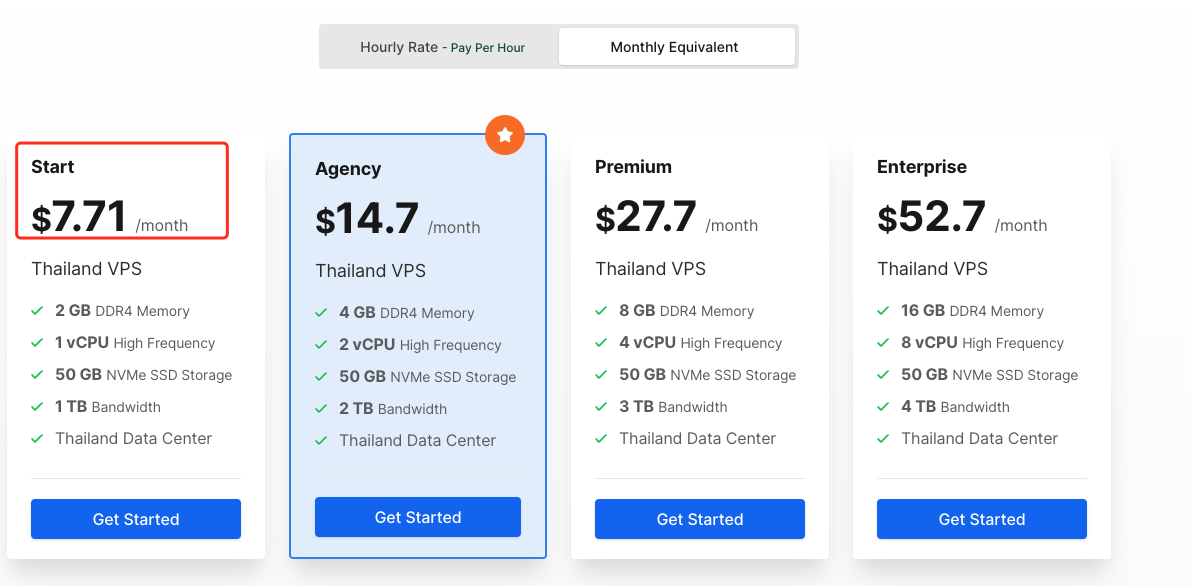 Hourly Rate - Pay Per Hour
Monthly Equivalent
Start
$7.71 /month
Thailand VPS
2 GB DDR4 Memory
1 vCPU High Frequency
50 GB NVMe SSD Storage
1 TB Bandwidth
Thailand Data Center
Get Started
Agency
$14.7 /month
Thailand VPS
4 GB DDR4 Memory
2 vCPU High Frequency
50 GB NVMe SSD Storage
2 TB Bandwidth
Thailand Data Center
Get Started
Premium
$27.7 /month
Thailand VPS
8 GB DDR4 Memory
4 vCPU High Frequency
50 GB NVMe SSD Storage
3 TB Bandwidth
Thailand Data Center
Get Started
Enterprise
$52.7 /month
Thailand VPS
16 GB DDR4 Memory
8 vCPU High Frequency
50 GB NVMe SSD Storage
4 TB Bandwidth
Thailand Data Center
Get Started